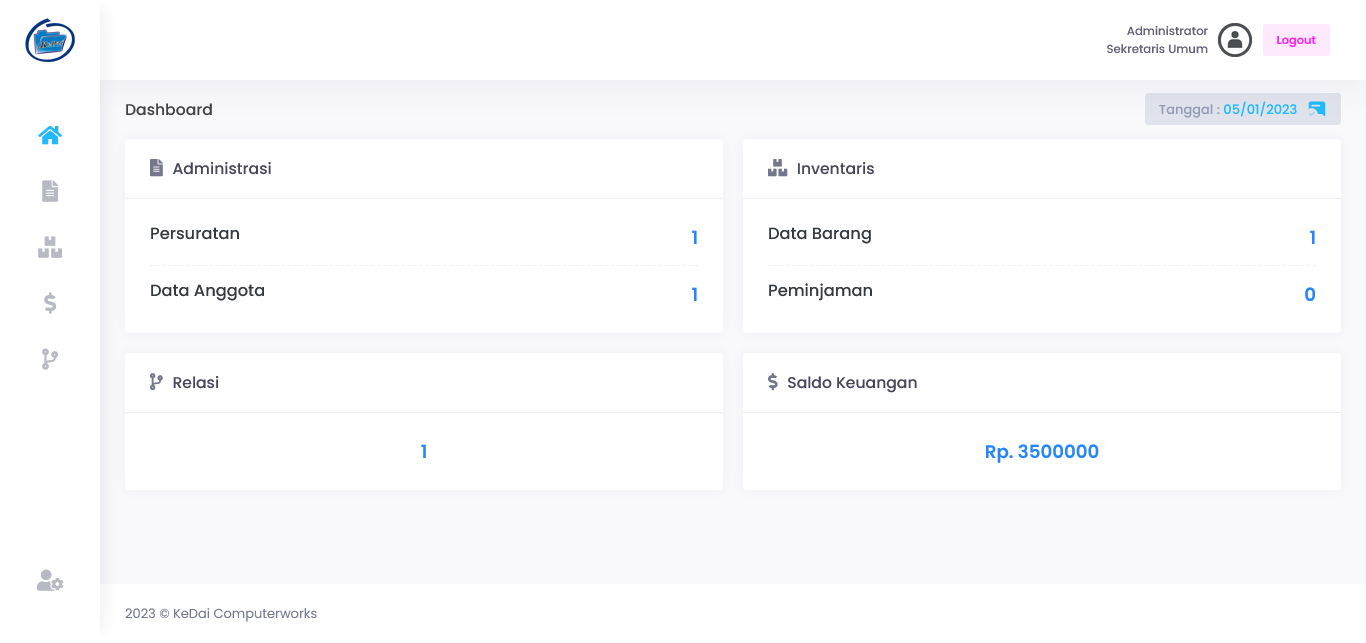 KeDai
Administrator
Sekretaris Umum
Logout
Dashboard
Tanggal : 05/01/2023
Administrasi
Persuratan 1
Data Anggota 1
Inventaris
Data Barang 1
Peminjaman 0
Relasi
1
Saldo Keuangan
Rp. 3500000
2023 © KeDai Computerworks